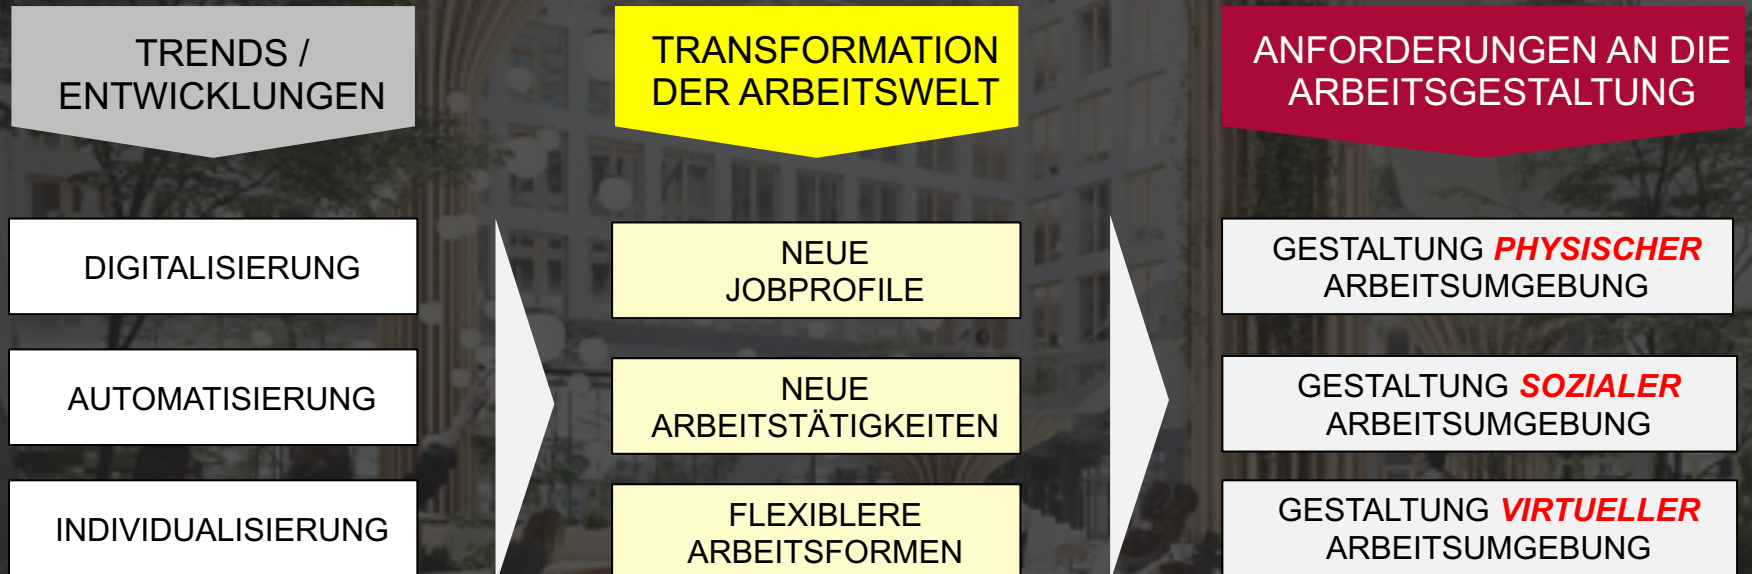 TRENDS /
ENTWICKLUNGEN
DIGITALISIERUNG
AUTOMATISIERUNG
INDIVIDUALISIERUNG
TRANSFORMATION
DER ARBEITSWELT
NEUE
JOBPROFILE
NEUE
ARBEITSTÄTIGKEITEN
FLEXIBLERE
ARBEITSFORMEN
ANFORDERUNGEN AN DIE
ARBEITSGESTALTUNG
GESTALTUNG PHYSISCHER
ARBEITSUMGEBUNG
GESTALTUNG SOZIALER
ARBEITSUMGEBUNG
GESTALTUNG VIRTUELLER
ARBEITSUMGEBUNG